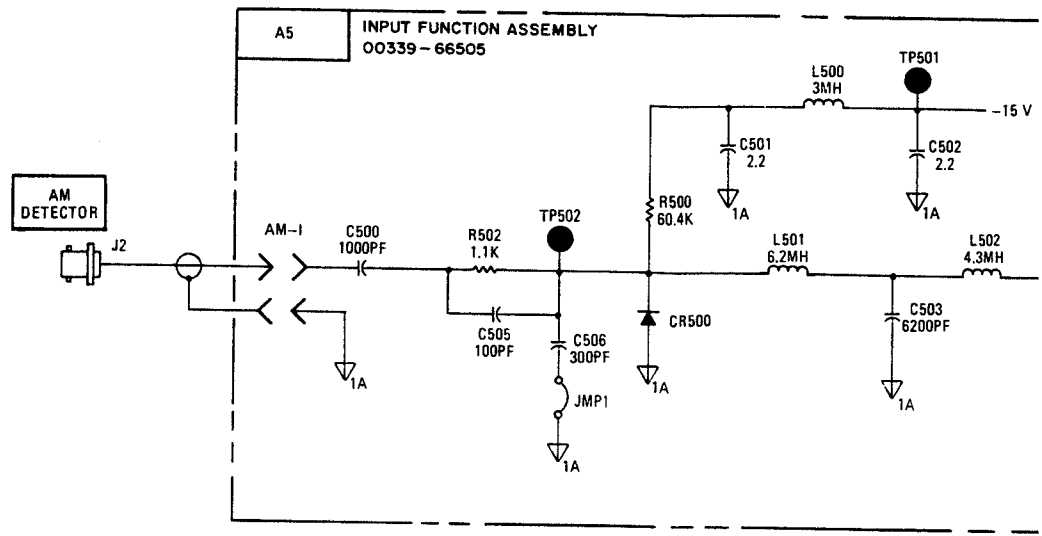 A5
INPUT FUNCTION ASSEMBLY
00339-66505
TP501
L500
3MH
-15 V
C501
2.2
C502
2.2
1A
1A
AM
DETECTOR
J2
AM-1
C500
1000PF
R502
1.1K
TP502
R500
60.4K
L501
6.2MH
L502
4.3MH
C505
100PF
C506
300PF
CR500
C503
6200PF
1A
JMP1
1A
1A
1A